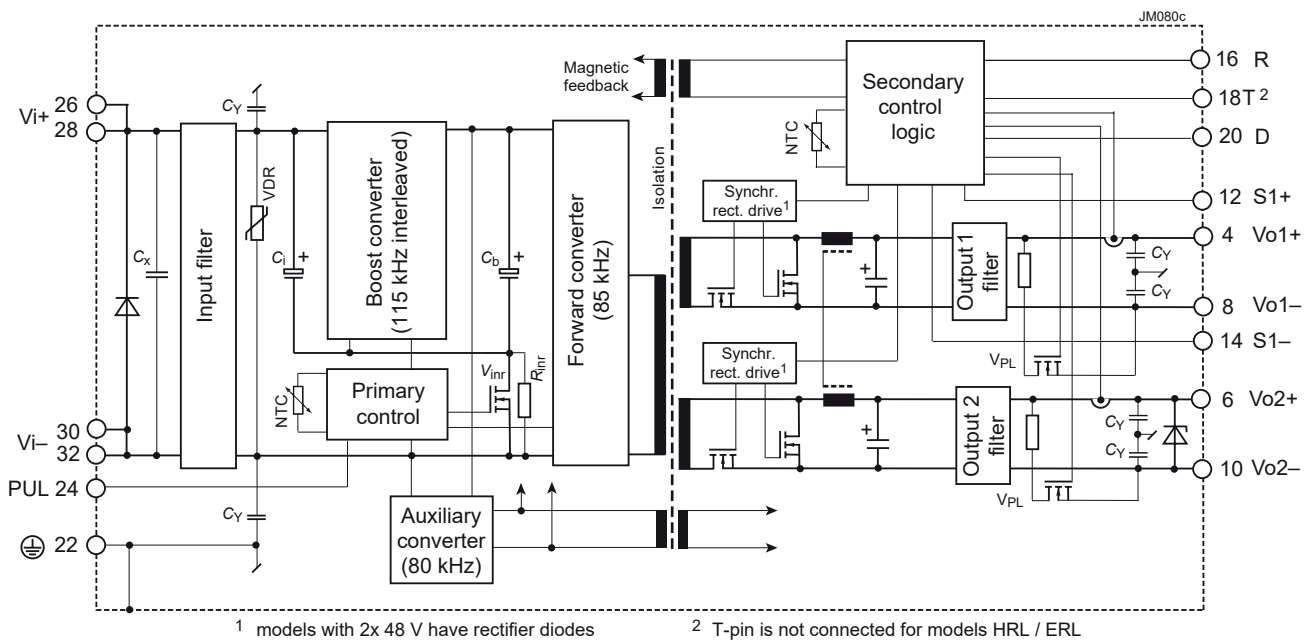 JM080c
Vi+
26
28
Vi–
30
32
PUL 24
22
CY
Cx
Input filter
VDR
CY
Ci
+
Boost converter
(115 kHz interleaved)
Cb
+
Forward converter
(85 kHz)
NTC
Primary
control
Vinr
Rinr
Auxiliary
converter
(80 kHz)
Magnetic
feedback
Isolation
Secondary
control
logic
NTC
Synchr.
rect. drive1
+
Output 1
filter
CY
CY
VPL
Synchr.
rect. drive1
+
Output 2
filter
CY
CY
VPL
16 R
18T 2
20 D
12 S1+
4 Vo1+
8 Vo1–
14 S1–
6 Vo2+
10 Vo2–
1 models with 2x 48 V have rectifier diodes
2 T-pin is not connected for models HRL / ERL